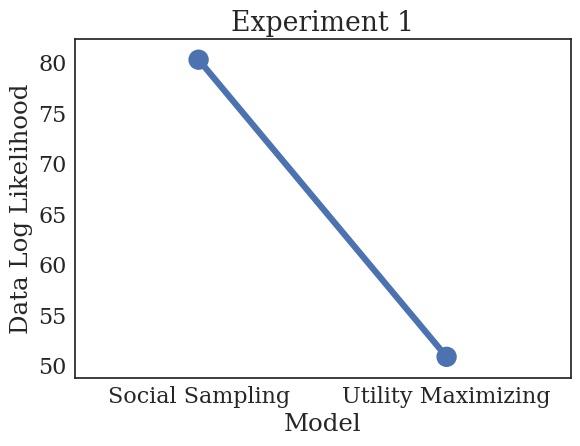 Experiment 1
Data Log Likelihood
80
75
70
65
60
55
50
Social Sampling
Utility Maximizing
Model